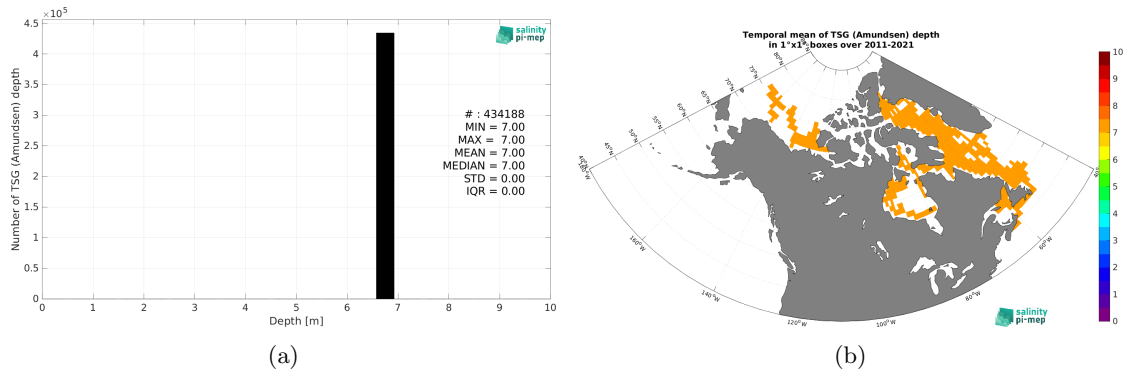 ×10⁵
4.5
4
3.5
3
2.5
2
1.5
1
0.5
0
Number of TSG (Amundsen) depth
salinity
pi-mep
# : 434188
MIN = 7.00
MAX = 7.00
MEAN = 7.00
MEDIAN = 7.00
STD = 0.00
IQR = 0.00
0 1 2 3 4 5 6 7 8 9 10
Depth [m]
(a)
Temporal mean of TSG (Amundsen) depth
in 1°x1° boxes over 2011-2021
80°N
75°N
70°N
65°N
60°N
55°N
50°N
45°N
160°W
140°W
120°W
100°W
80°W
60°W
10
9
8
7
6
5
4
3
2
1
0
salinity
pi-mep
(b)